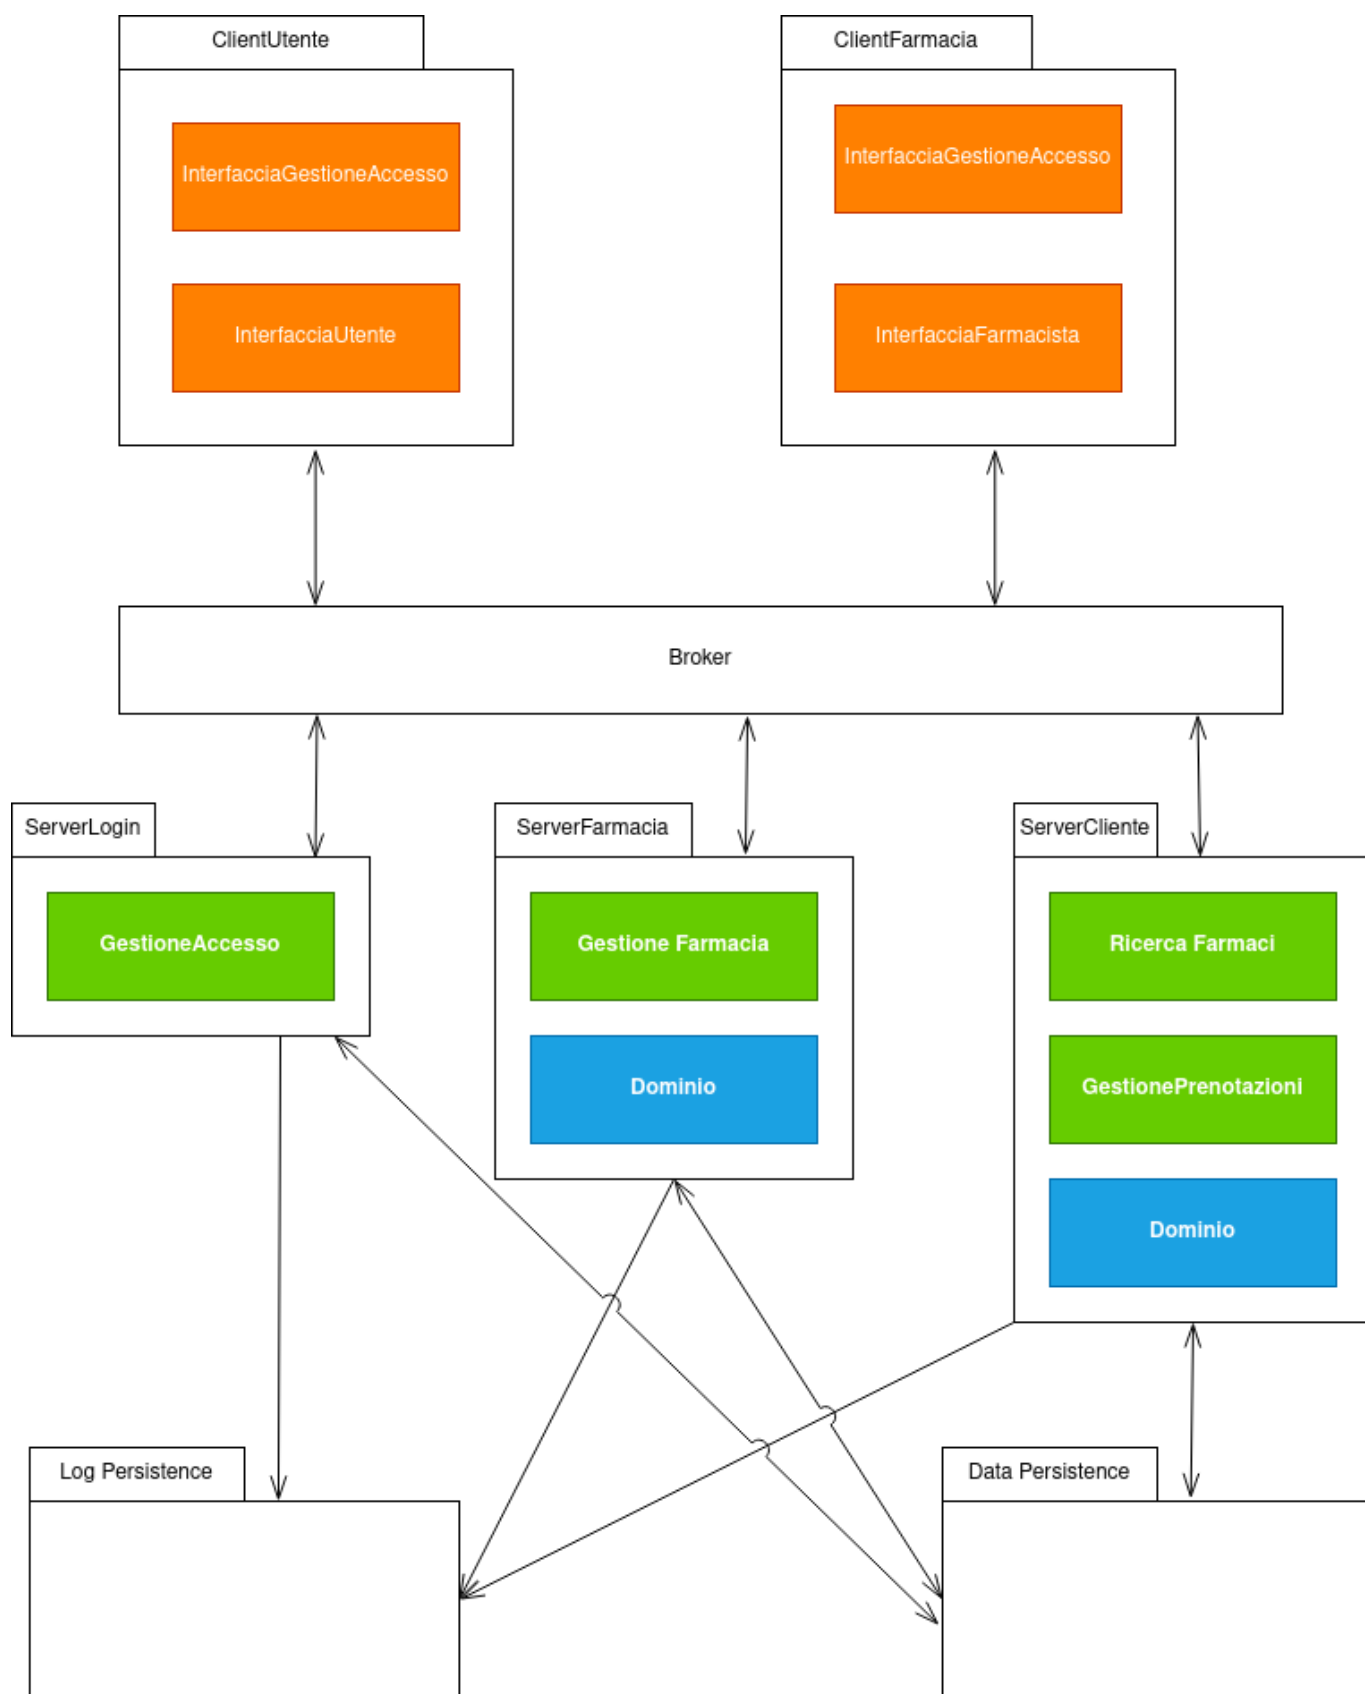 ClientUtente
ClientFarmacia
InterfacciaGestioneAccesso
InterfacciaGestioneAccesso
InterfacciaUtente
InterfacciaFarmacista
Broker
ServerLogin
ServerFarmacia
ServerCliente
GestioneAccesso
Gestione Farmacia
Ricerca Farmaci
Dominio
GestionePrenotazioni
Dominio
Log Persistence
Data Persistence